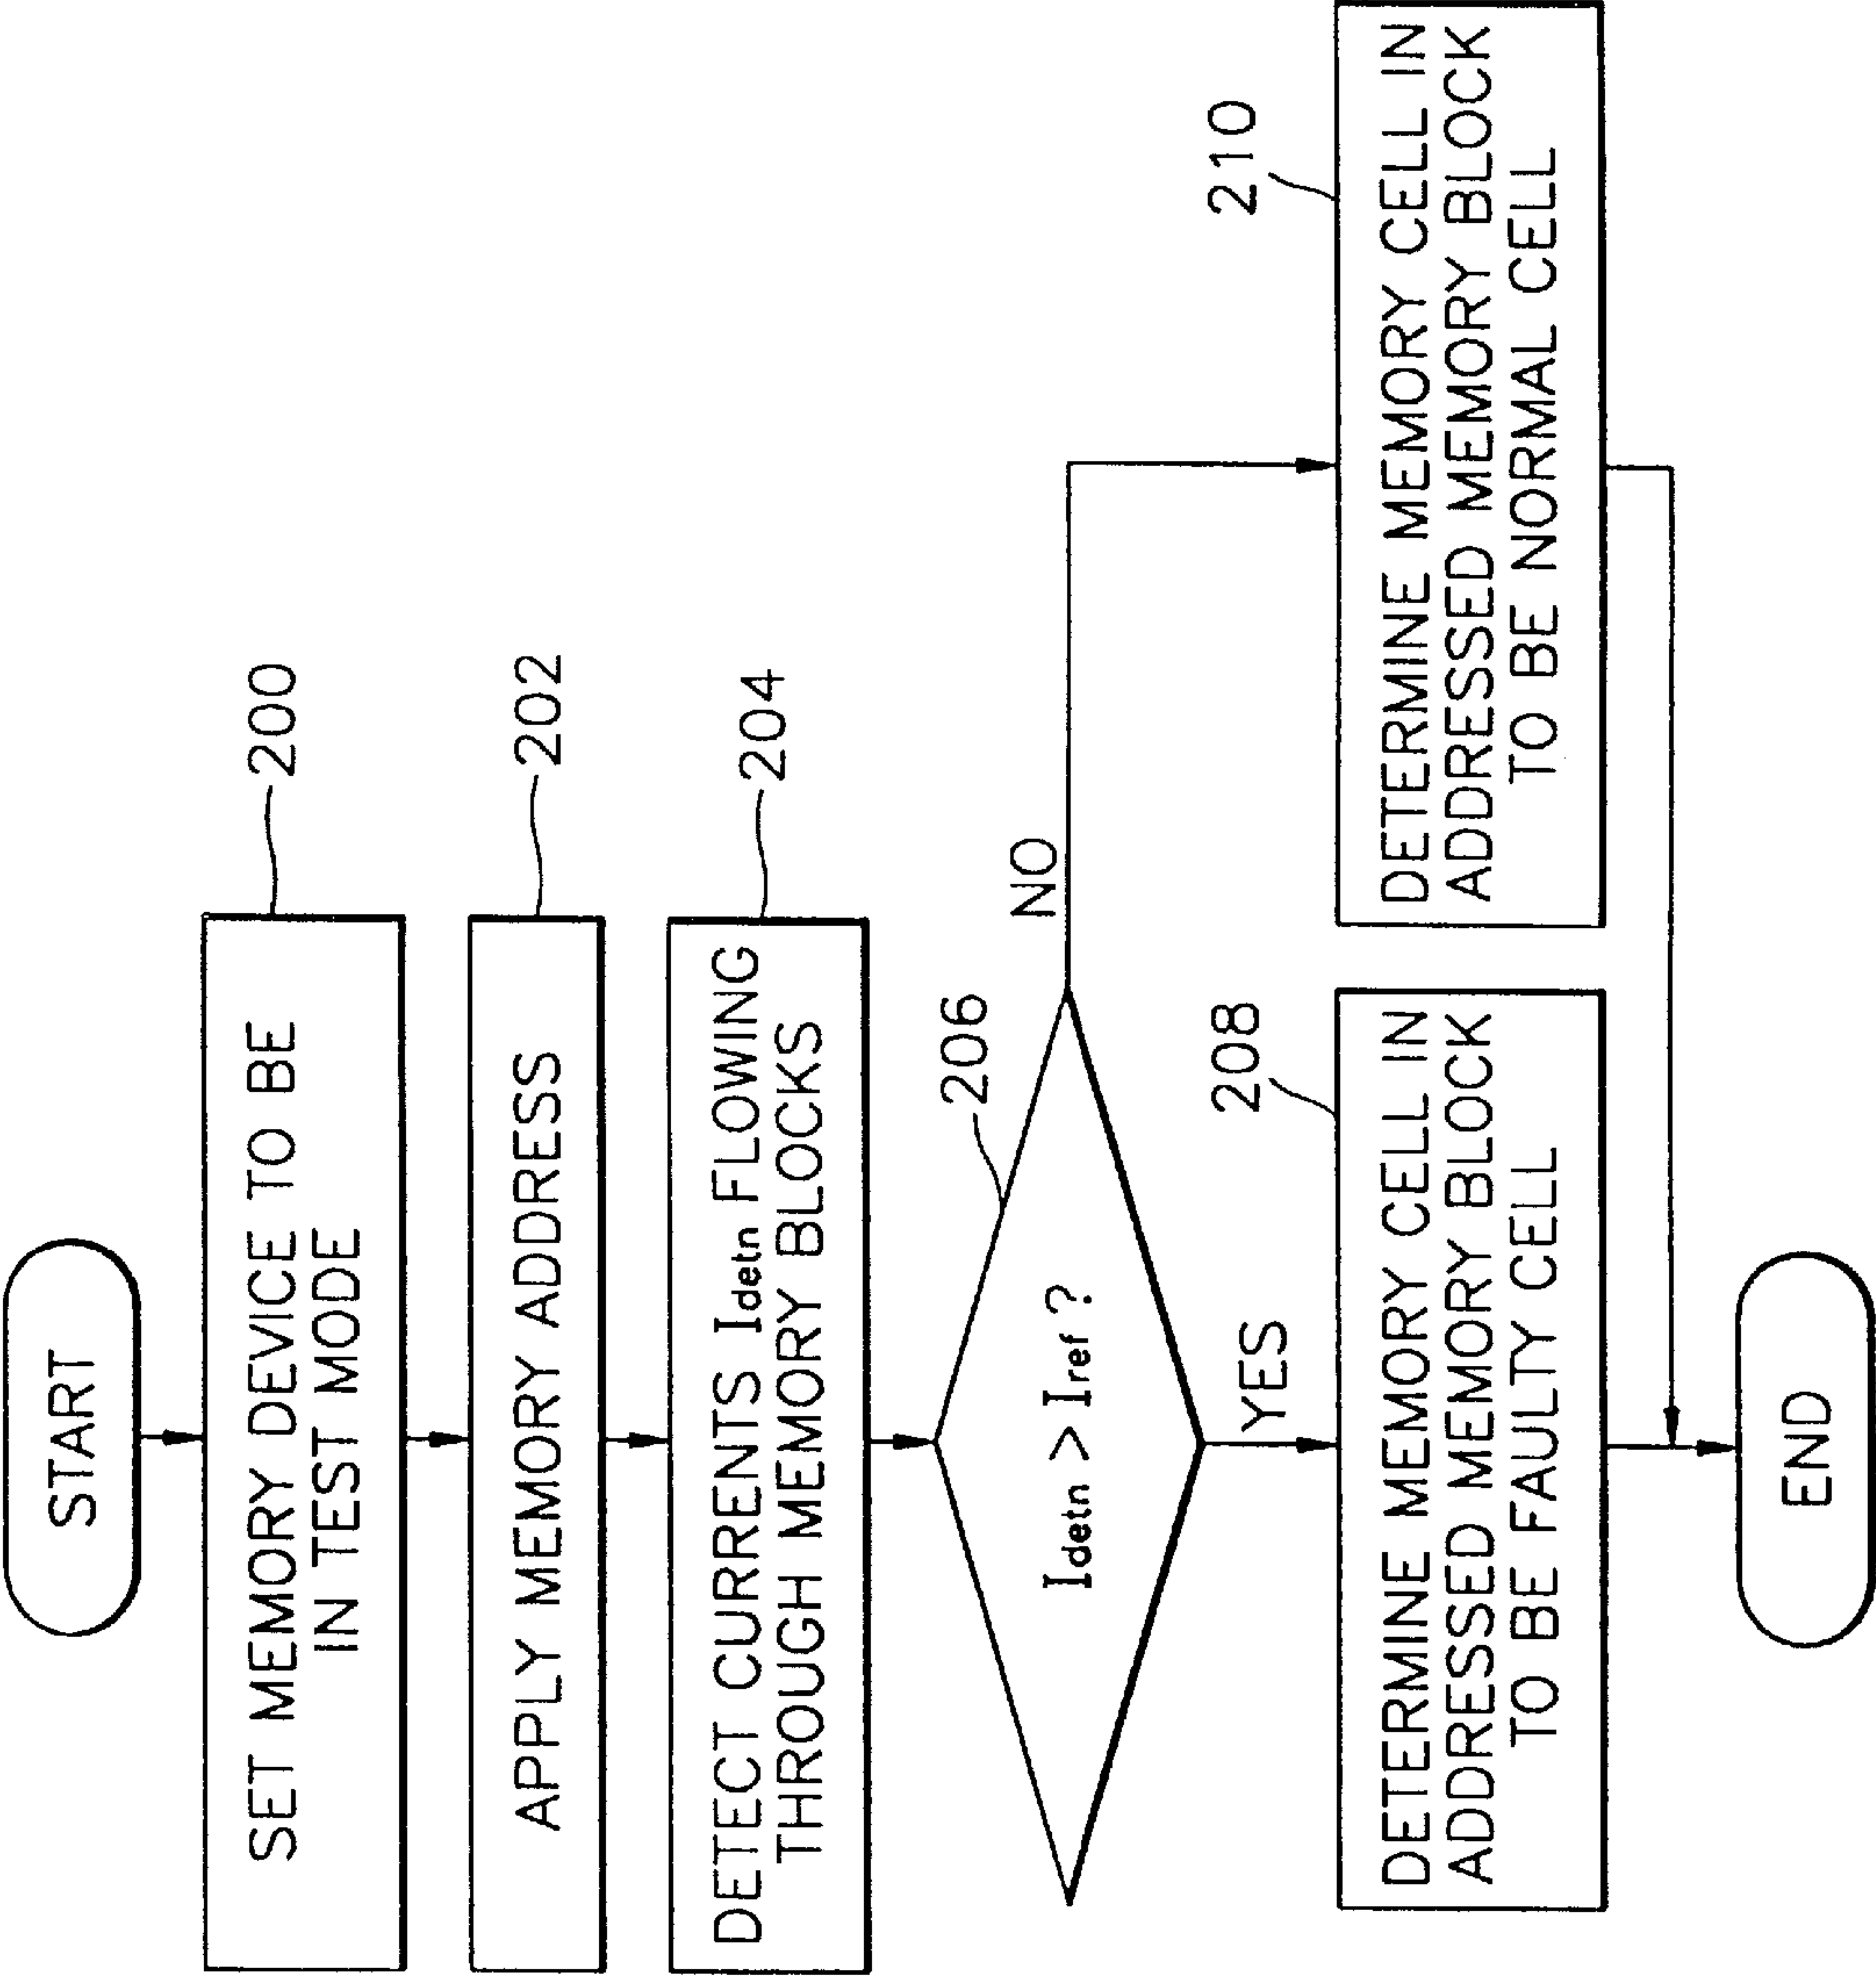 START
SET MEMORY DEVICE TO BE
IN TEST MODE
200
APPLY MEMORY ADDRESS
202
DETECT CURRENTS Idetn FLOWING
THROUGH MEMORY BLOCKS
204
206
Idetn > Iref ?
NO
YES
208
DETERMINE MEMORY CELL IN
ADDRESSED MEMORY BLOCK
TO BE FAULTY CELL
210
DETERMINE MEMORY CELL IN
ADDRESSED MEMORY BLOCK
TO BE NORMAL CELL
END